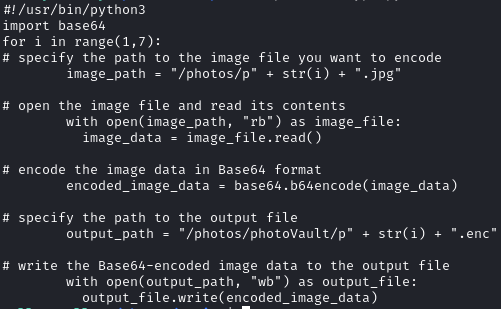 #!/usr/bin/python3
import base64
for i in range(1,7):
# specify the path to the image file you want to encode
        image_path = "/photos/p" + str(i) + ".jpg"

# open the image file and read its contents
        with open(image_path, "rb") as image_file:
          image_data = image_file.read()

# encode the image data in Base64 format
        encoded_image_data = base64.b64encode(image_data)

# specify the path to the output file
        output_path = "/photos/photoVault/p" + str(i) + ".enc"

# write the Base64-encoded image data to the output file
        with open(output_path, "wb") as output_file:
          output_file.write(encoded_image_data)